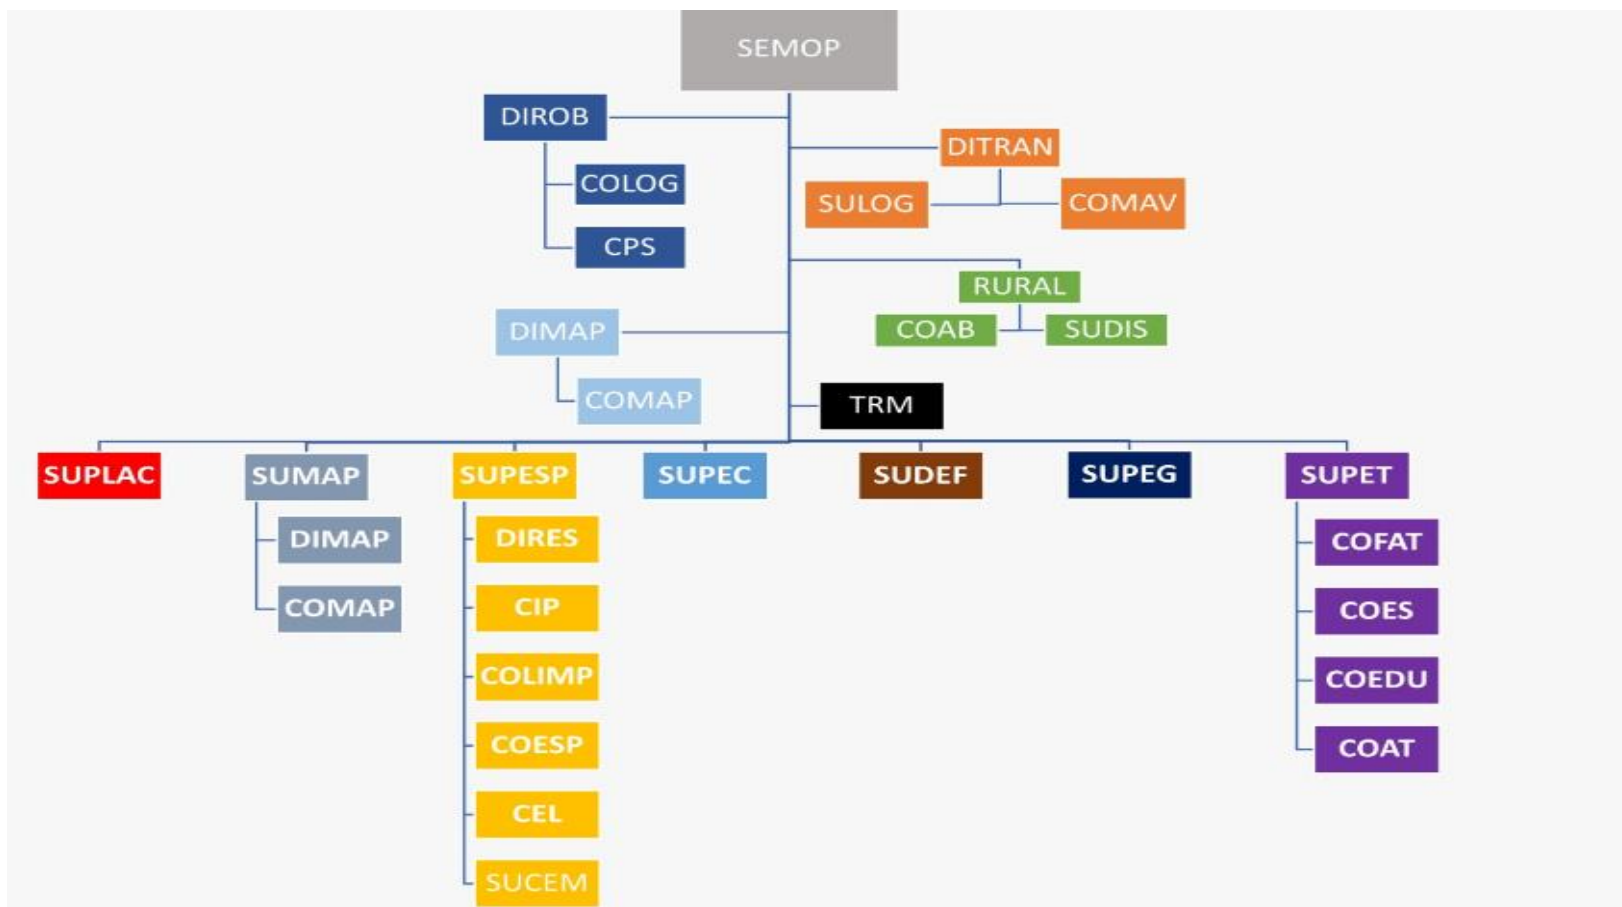 SEMOP
DIROB
DITRAN
COLOG
SULOG
COMAV
CPS
RURAL
DIMAP
COAB
SUDIS
COMAP
TRM
SUPLAC
SUMAP
SUPESP
SUPEC
SUDEF
SUPEG
SUPET
DIMAP
DIRES
COFAT
COMAP
CIP
COES
COLIMP
COEDU
COESP
COAT
CEL
SUCEM